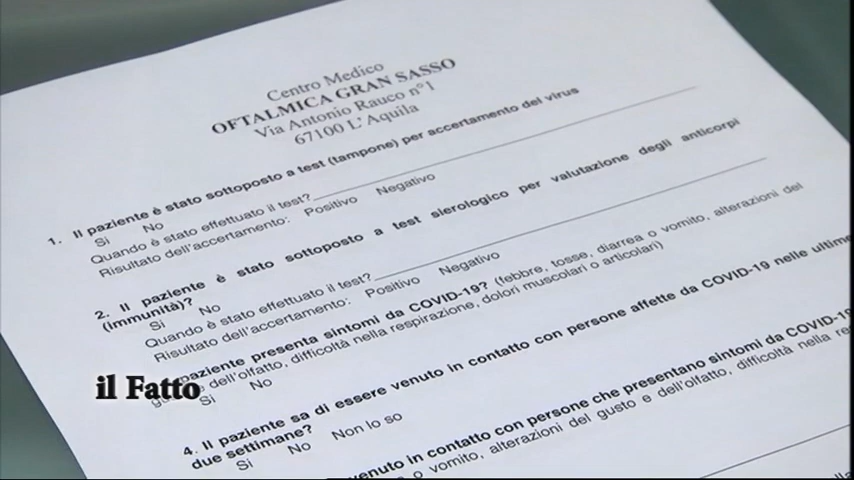 Centro Medico
OFTALMICA GRAN SASSO
Via Antonio Rauco n°1
67100 L'Aquila
1. Il paziente è stato sottoposto a test (tampone) per accertamento del virus
Si No
Quando è stato effettuato il test?
Risultato dell'accertamento: Positivo Negativo
2. Il paziente è stato sottoposto a test sierologico per valutazione degli anticorpi
(immunità)?
Si No
Quando è stato effettuato il test?
Risultato dell'accertamento: Positivo Negativo
paziente presenta sintomi da COVID-19? (febbre, tosse, diarrea o vomito, alterazioni del
e dell'olfatto, difficoltà nella respirazione, dolori muscolari o articolari)
Si No
4. Il paziente sa di essere venuto in contatto con persone affette da COVID-19 nelle ultime
due settimane?
Si No Non lo so
venuto in contatto con persone che presentano sintomi da COVID-19
o vomito, alterazioni del gusto e dell'olfatto, difficoltà nella
il Fatto